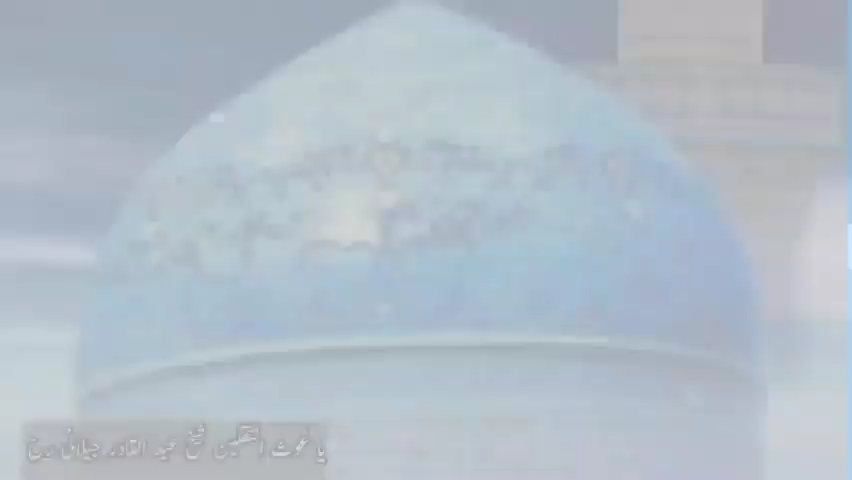 یا غوث الثقلین شیخ عبد القادر جیلانی